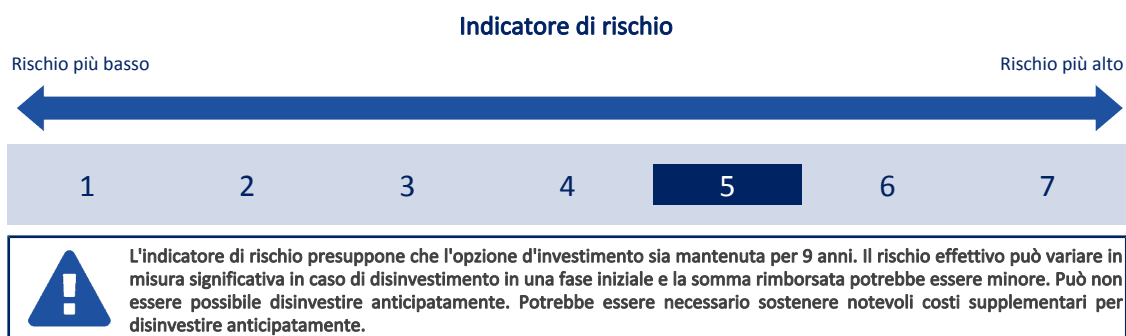 Indicatore di rischio
Rischio più basso
Rischio più alto
1 2 3 4 5 6 7
L'indicatore di rischio presuppone che l'opzione d'investimento sia mantenuta per 9 anni. Il rischio effettivo può variare in
misura significativa in caso di disinvestimento in una fase iniziale e la somma rimborsata potrebbe essere minore. Può non
essere possibile disinvestire anticipatamente. Potrebbe essere necessario sostenere notevoli costi supplementari per
disinvestire anticipatamente.